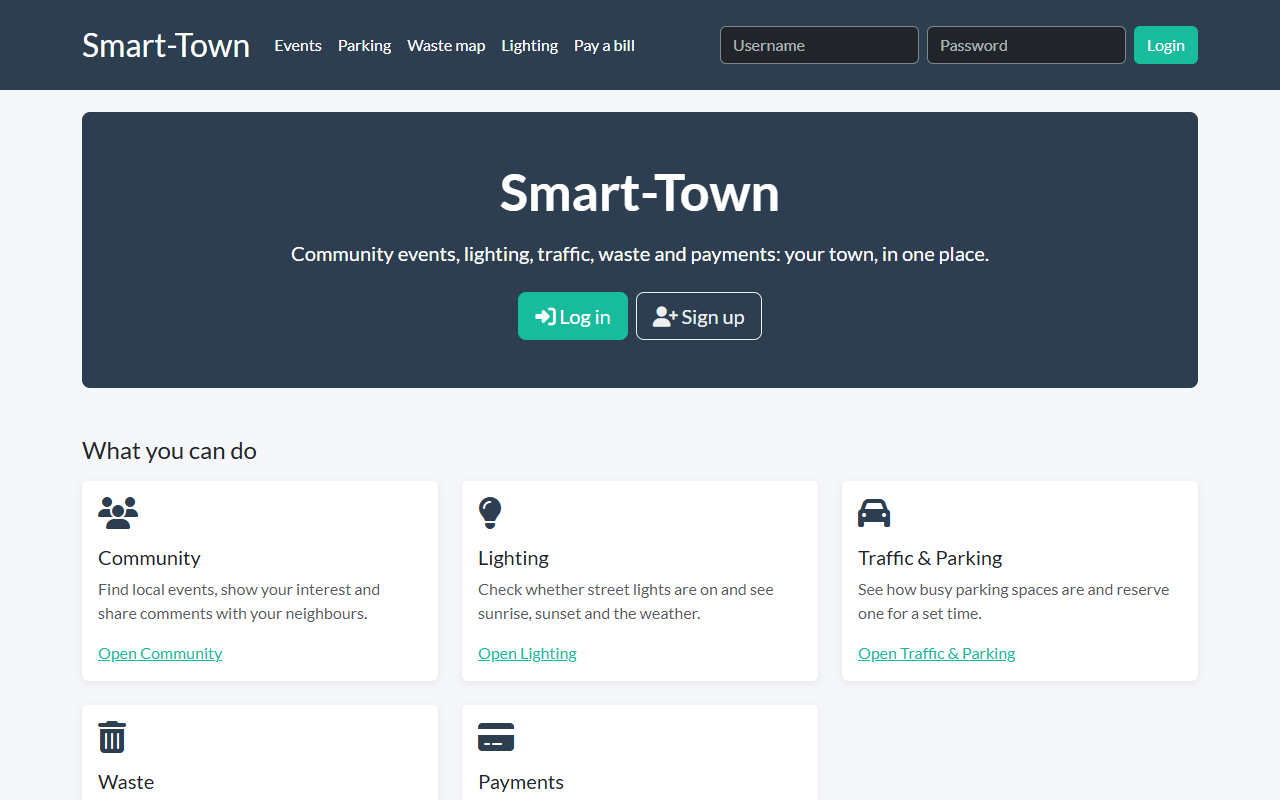 Smart-Town
Events
Parking
Waste map
Lighting
Pay a bill
Username
Password
Login
Smart-Town
Community events, lighting, traffic, waste and payments: your town, in one place.
Log in
Sign up
What you can do
Community
Find local events, show your interest and
share comments with your neighbours.
Open Community
Lighting
Check whether street lights are on and see
sunrise, sunset and the weather.
Open Lighting
Traffic & Parking
See how busy parking spaces are and reserve
one for a set time.
Open Traffic & Parking
Waste
Payments